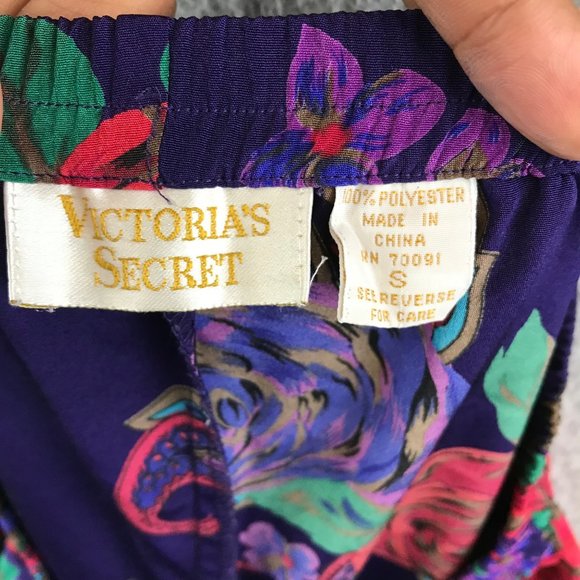 VICTORIA'S
SECRET
100% POLYESTER
MADE IN
CHINA
RN 70091
S
SEE REVERSE
FOR CARE